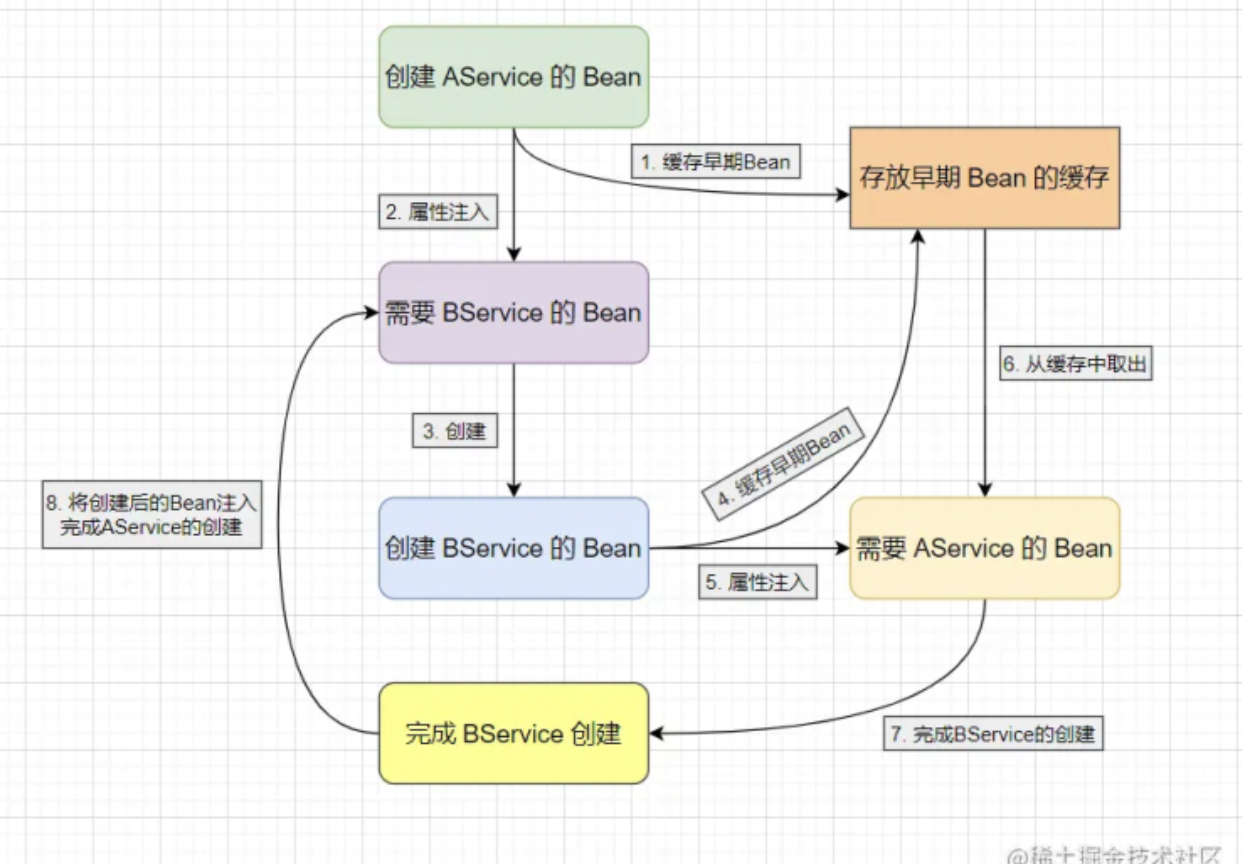 创建 AService 的 Bean
1. 缓存早期Bean
存放早期 Bean 的缓存
2. 属性注入
需要 BService 的 Bean
6. 从缓存中取出
3. 创建
4. 缓存早期Bean
8. 将创建后的Bean注入
完成AService的创建
创建 BService 的 Bean
需要 AService 的 Bean
5. 属性注入
完成 BService 创建
7. 完成BService的创建
@稀土掘金技术社区